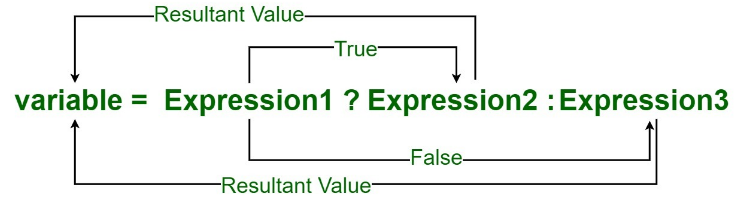 Resultant Value
True
variable = Expression1 ? Expression2 : Expression3
False
Resultant Value